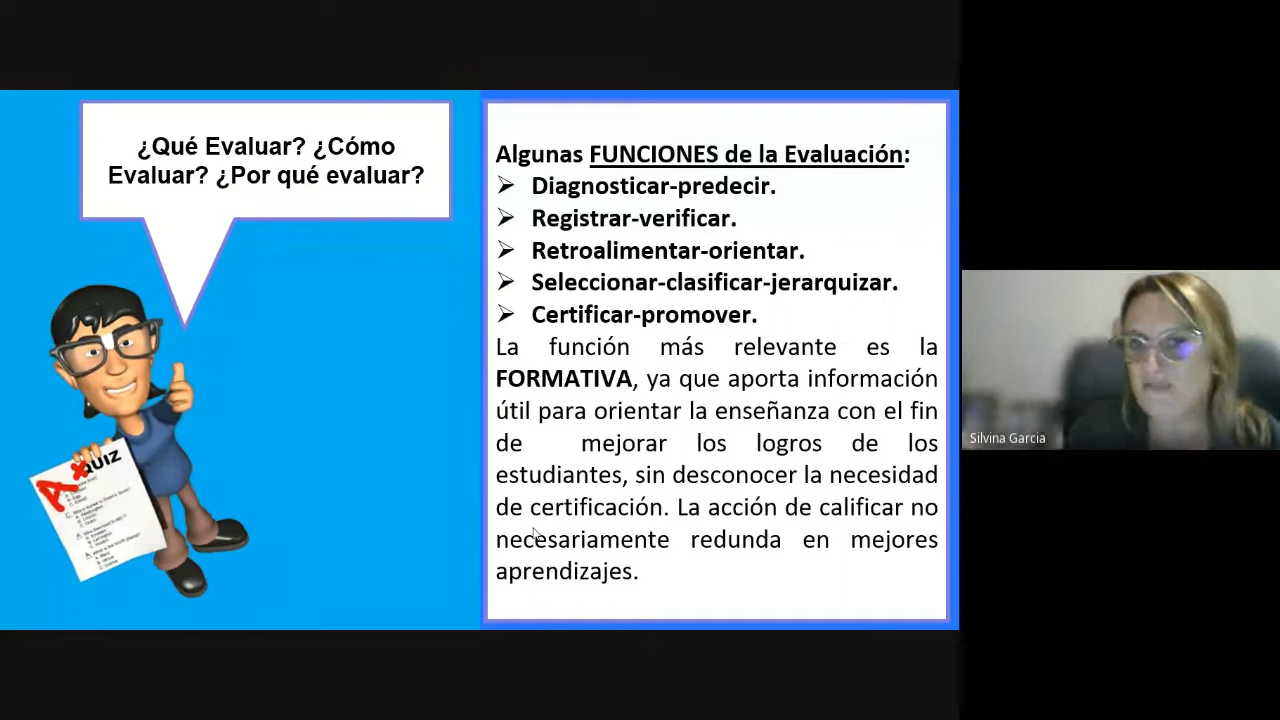 ¿Qué Evaluar? ¿Cómo
Evaluar? ¿Por qué evaluar?
Algunas FUNCIONES de la Evaluación:
Diagnosticar-predecir.
Registrar-verificar.
Retroalimentar-orientar.
Seleccionar-clasificar-jerarquizar.
Certificar-promover.
La función más relevante es la
FORMATIVA, ya que aporta información
útil para orientar la enseñanza con el fin
de mejorar los logros de los
estudiantes, sin desconocer la necesidad
de certificación. La acción de calificar no
necesariamente redunda en mejores
aprendizajes.
QUIZ
A+
Silvina Garcia